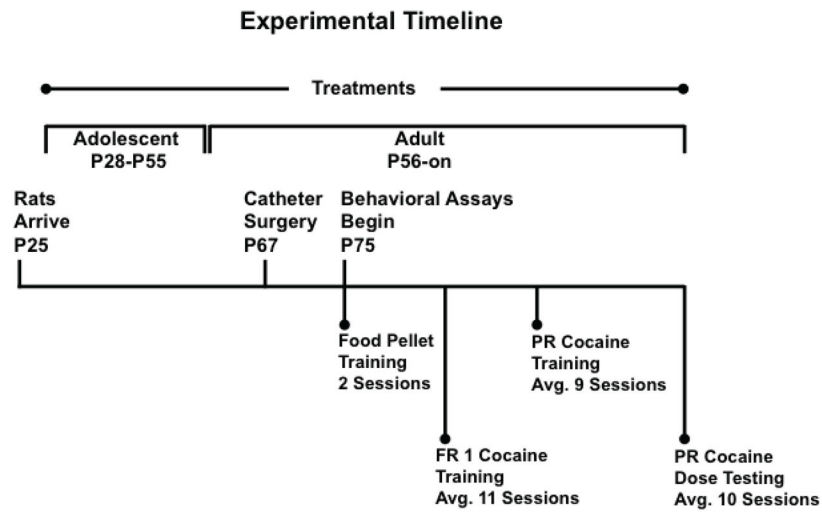 Experimental Timeline
Treatments
Adolescent
P28-P55
Adult
P56-on
Rats
Arrive
P25
Catheter
Surgery
P67
Behavioral Assays
Begin
P75
Food Pellet
Training
2 Sessions
PR Cocaine
Training
Avg. 9 Sessions
FR 1 Cocaine
Training
Avg. 11 Sessions
PR Cocaine
Dose Testing
Avg. 10 Sessions